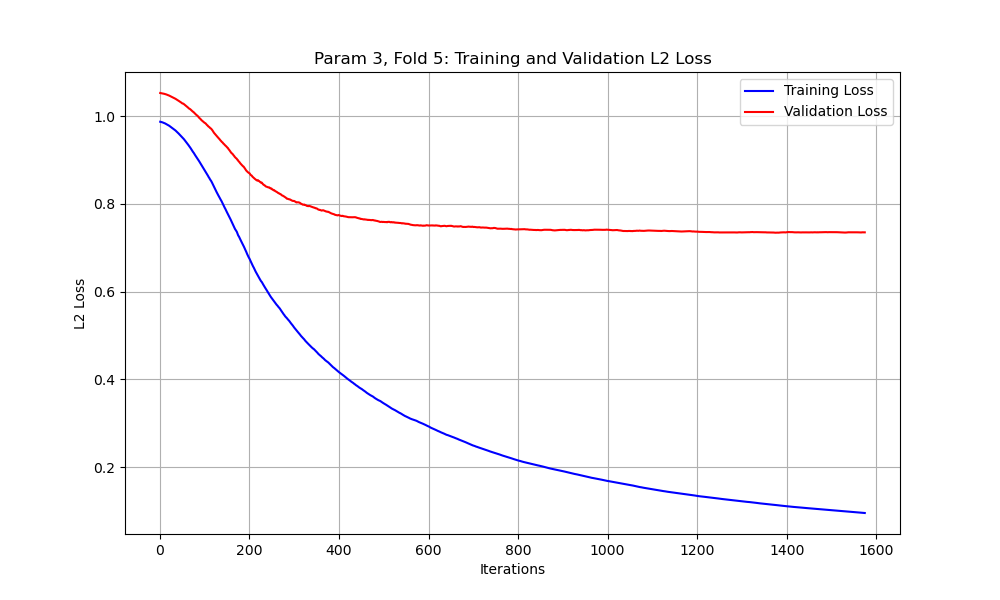 Param 3, Fold 5: Training and Validation L2 Loss
Training Loss
Validation Loss
L2 Loss
1.0
0.8
0.6
0.4
0.2
0 200 400 600 800 1000 1200 1400 1600
Iterations